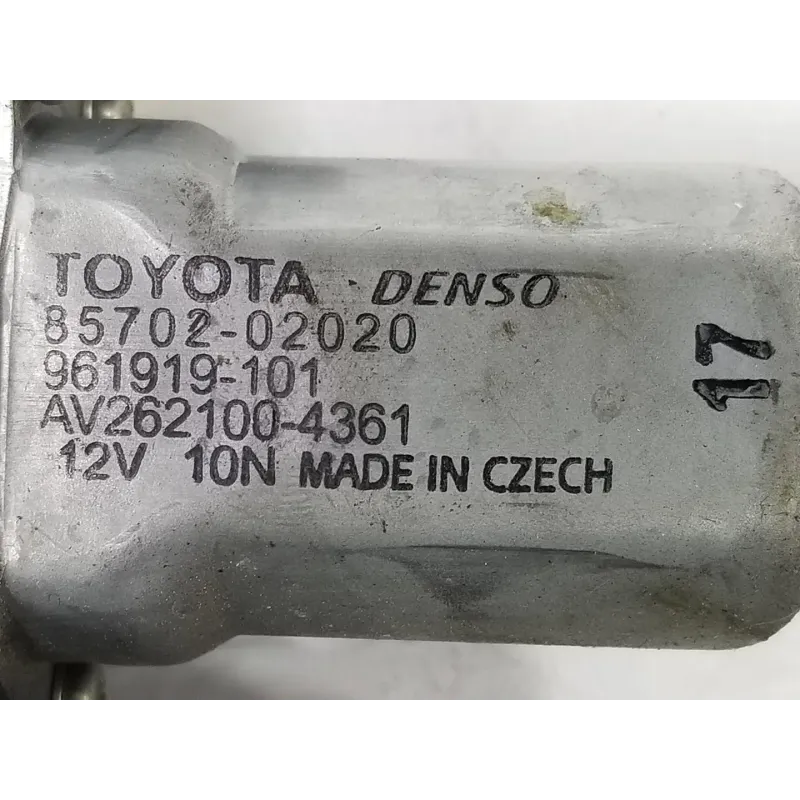 TOYOTA DENSO
85702-02020
961919-101
AV262100-4361
12V 10N MADE IN CZECH
17